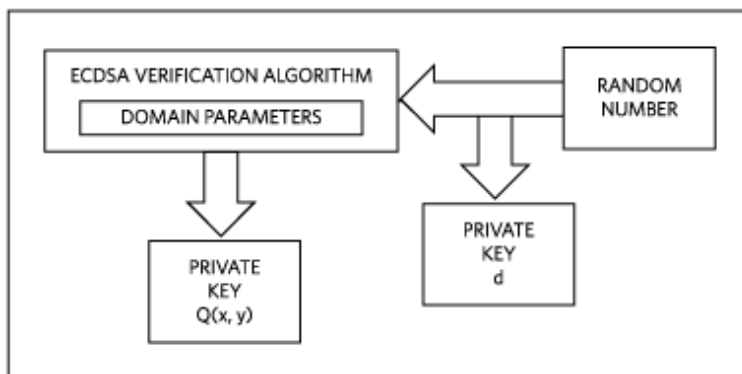 ECDSA VERIFICATION ALGORITHM
DOMAIN PARAMETERS
RANDOM
NUMBER
PRIVATE
KEY
Q(x, y)
PRIVATE
KEY
d